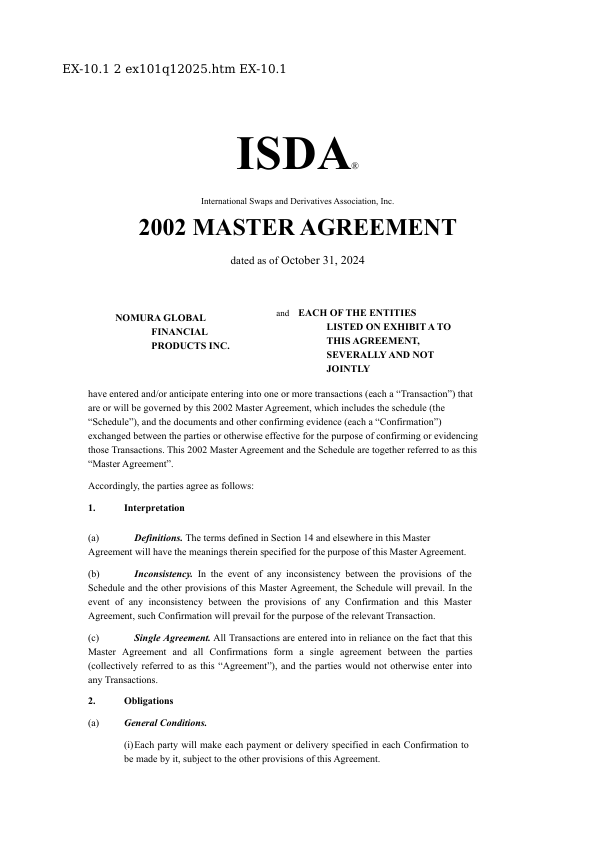 EX-10.1 2 ex101q12025.htm EX-10.1
ISDA®
International Swaps and Derivatives Association, Inc.
2002 MASTER AGREEMENT
dated as of October 31, 2024
NOMURA GLOBAL
FINANCIAL
PRODUCTS INC.
and
EACH OF THE ENTITIES
LISTED ON EXHIBIT A TO
THIS AGREEMENT,
SEVERALLY AND NOT
JOINTLY
have entered and/or anticipate entering into one or more transactions (each a “Transaction”) that
are or will be governed by this 2002 Master Agreement, which includes the schedule (the
“Schedule”), and the documents and other confirming evidence (each a “Confirmation”)
exchanged between the parties or otherwise effective for the purpose of confirming or evidencing
those Transactions. This 2002 Master Agreement and the Schedule are together referred to as this
“Master Agreement”.
Accordingly, the parties agree as follows:
1. Interpretation
(a) Definitions. The terms defined in Section 14 and elsewhere in this Master
Agreement will have the meanings therein specified for the purpose of this Master Agreement.
(b) Inconsistency. In the event of any inconsistency between the provisions of the
Schedule and the other provisions of this Master Agreement, the Schedule will prevail. In the
event of any inconsistency between the provisions of any Confirmation and this Master
Agreement, such Confirmation will prevail for the purpose of the relevant Transaction.
(c) Single Agreement. All Transactions are entered into in reliance on the fact that this
Master Agreement and all Confirmations form a single agreement between the parties
(collectively referred to as this “Agreement”), and the parties would not otherwise enter into
any Transactions.
2. Obligations
(a) General Conditions.
(i)Each party will make each payment or delivery specified in each Confirmation to
be made by it, subject to the other provisions of this Agreement.